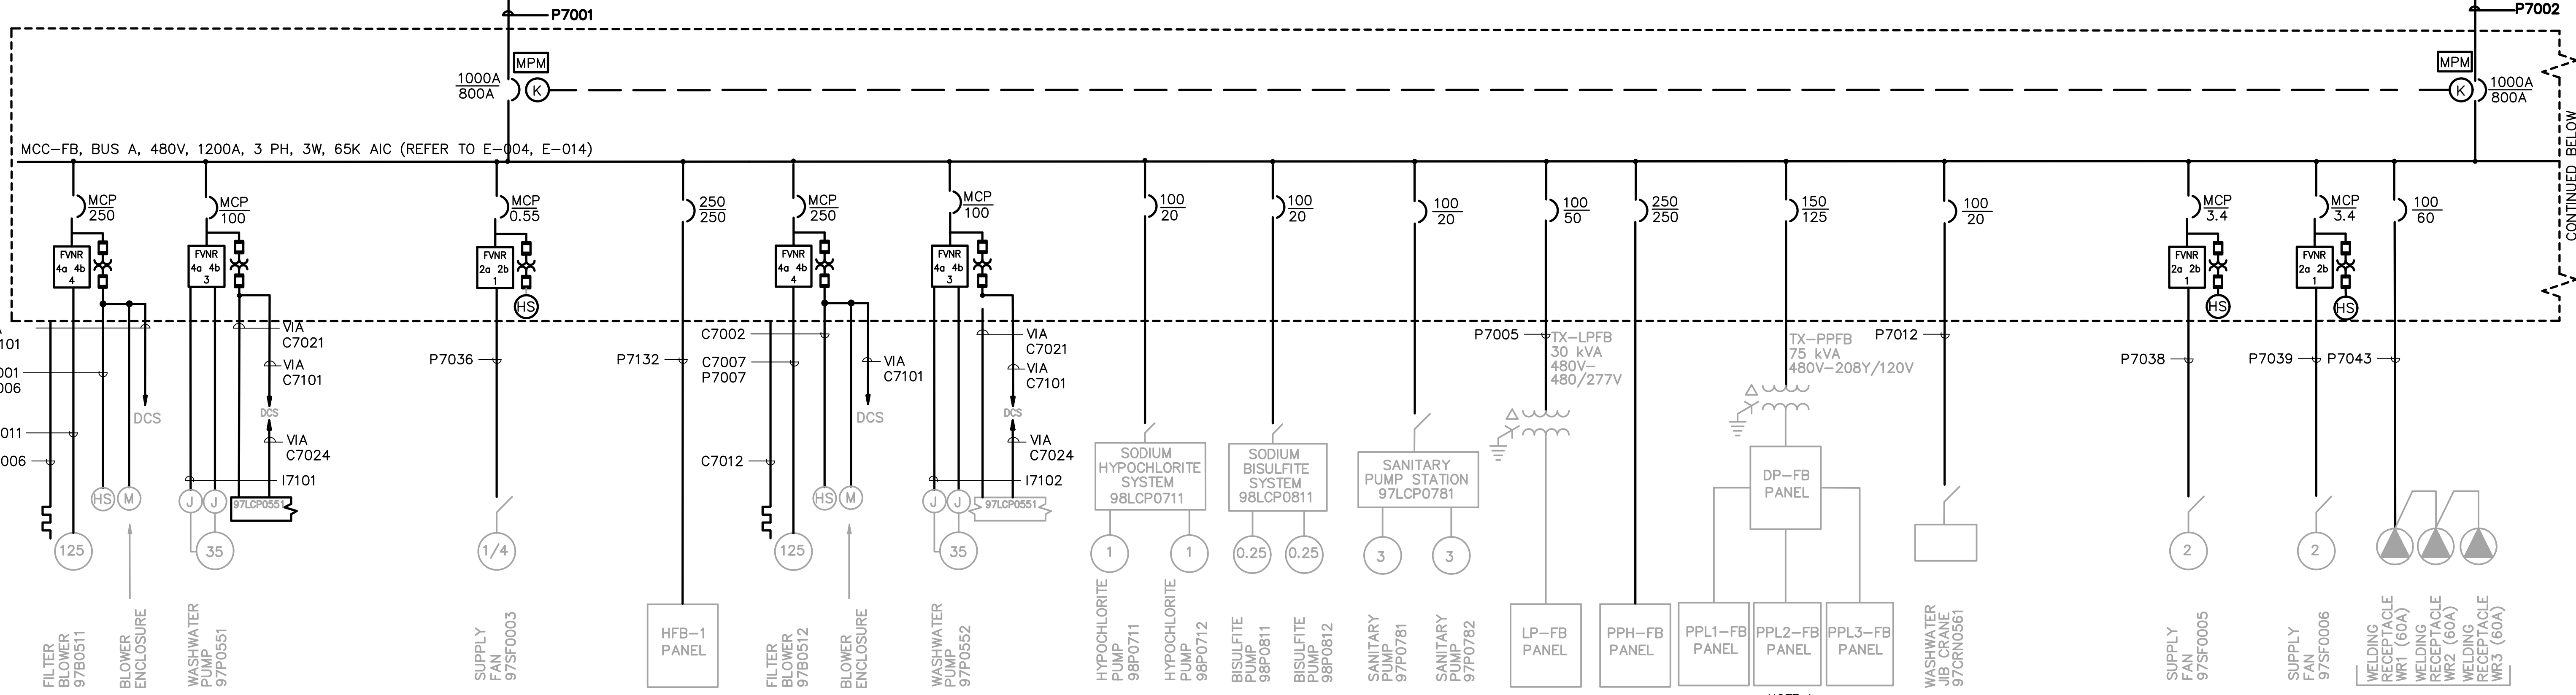 P7001
P7002
MPM
MPM
1000A
800A
K
K
1000A
800A
MCC-FB, BUS A, 480V, 1200A, 3 PH, 3W, 65K AIC (REFER TO E-004, E-014)
CONTINUED BELOW
MCP
250
MCP
100
MCP
0.55
250
250
MCP
250
MCP
100
100
20
100
20
100
20
100
50
250
250
150
125
100
20
MCP
3.4
MCP
3.4
100
60
FVNR
4a 4b
4
FVNR
4a 4b
3
FVNR
2a 2b
1
HS
FVNR
4a 4b
4
FVNR
4a 4b
3
FVNR
2a 2b
1
HS
FVNR
2a 2b
1
HS
101
001
006
011
006
DCS
VIA
C7021
VIA
C7101
DCS
VIA
C7024
I7101
P7036
P7132
C7002
C7007
P7007
C7012
VIA
C7101
DCS
VIA
C7021
VIA
C7101
DCS
VIA
C7024
I7102
P7005
TX-LPFB
30 kVA
480V-
480/277V
TX-PPFB
75 kVA
480V-208Y/120V
P7012
P7038
P7039
P7043
HS
M
J
J
97LCP0551
HS
M
J
J
97LCP0551
SODIUM
HYPOCHLORITE
SYSTEM
98LCP0711
SODIUM
BISULFITE
SYSTEM
98LCP0811
SANITARY
PUMP STATION
97LCP0781
DP-FB
PANEL
125
35
1/4
125
35
1
1
0.25
0.25
3
3
2
2
FILTER
BLOWER
97B0511
BLOWER
ENCLOSURE
WASHWATER
PUMP
97P0551
SUPPLY
FAN
97SF0003
HFB-1
PANEL
FILTER
BLOWER
97B0512
BLOWER
ENCLOSURE
WASHWATER
PUMP
97P0552
HYPOCHLORITE
PUMP
98P0711
HYPOCHLORITE
PUMP
98P0712
BISULFITE
PUMP
98P0811
BISULFITE
PUMP
98P0812
SANITARY
PUMP
97P0781
SANITARY
PUMP
97P0782
LP-FB
PANEL
PPH-FB
PANEL
PPL1-FB
PANEL
PPL2-FB
PANEL
PPL3-FB
PANEL
WASHWATER
JIB CRANE
97CRN0561
SUPPLY
FAN
97SF0005
SUPPLY
FAN
97SF0006
WELDING
RECEPTACLE
WR1 (60A)
WELDING
RECEPTACLE
WR2 (60A)
WELDING
RECEPTACLE
WR3 (60A)